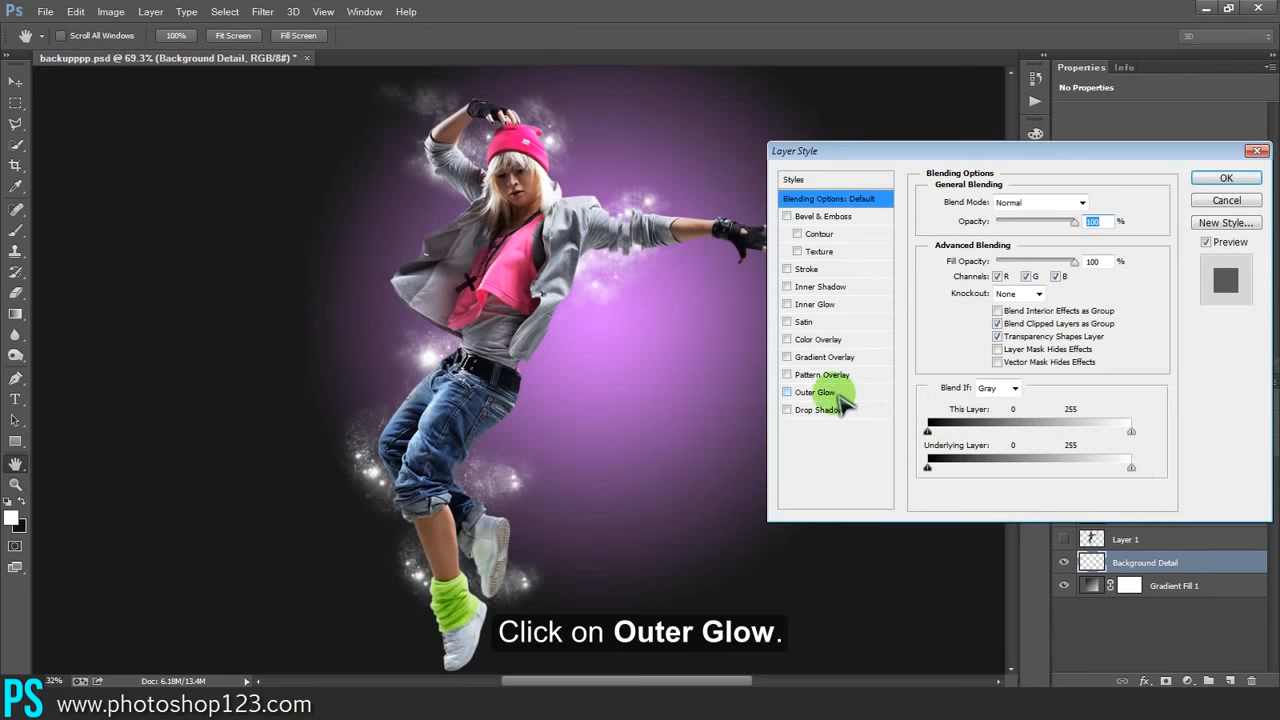 Ps File Edit Image Layer Type Select Filter 3D View Window Help
Scroll All Windows 100% Fit Screen Fill Screen 3D
backupppp.psd @ 69.3% (Background Detail, RGB/8#) *
Properties Info
No Properties
Layer Style
Styles
Blending Options: Default
Bevel & Emboss
Contour
Texture
Stroke
Inner Shadow
Inner Glow
Satin
Color Overlay
Gradient Overlay
Pattern Overlay
Outer Glow
Drop Shadow
Blending Options
General Blending
Blend Mode: Normal
Opacity: 100 %
Advanced Blending
Fill Opacity: 100 %
Channels: R G B
Knockout: None
Blend Interior Effects as Group
Blend Clipped Layers as Group
Transparency Shapes Layer
Layer Mask Hides Effects
Vector Mask Hides Effects
Blend If: Gray
This Layer: 0 255
Underlying Layer: 0 255
OK
Cancel
New Style...
Preview
Layer 1
Background Detail
Gradient Fill 1
Click on Outer Glow.
32% Doc: 6.18M/13.4M
PS www.photoshop123.com